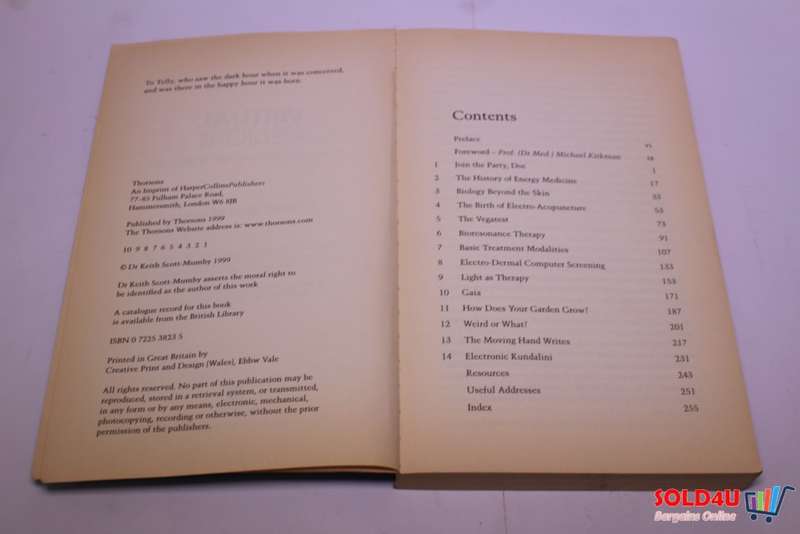 To Tully, who saw the dark hour when it was conceived,
and was there in the happy hour it was born.
Thorsons
An Imprint of HarperCollinsPublishers
77-85 Fulham Palace Road,
Hammersmith, London W6 8JB
Published by Thorsons 1999
The Thorsons Website address is: www.thorsons.com
10 9 8 7 6 5 4 3 2 1
© Dr Keith Scott-Mumby 1999
Dr Keith Scott-Mumby asserts the moral right to
be identified as the author of this work
A catalogue record for this book
is available from the British Library
ISBN 0 7225 3823 5
Printed in Great Britain by
Creative Print and Design (Wales), Ebbw Vale
All rights reserved. No part of this publication may be
reproduced, stored in a retrieval system, or transmitted,
in any form or by any means, electronic, mechanical,
photocopying, recording or otherwise, without the prior
permission of the publishers.
Contents
Preface vi
Foreword – Prof. (Dr Med.) Michael Kirkman ix
1 Join the Party, Doc 1
2 The History of Energy Medicine 17
3 Biology Beyond the Skin 33
4 The Birth of Electro-Acupuncture 53
5 The Vegatest 73
6 Bioresonance Therapy 91
7 Basic Treatment Modalities 107
8 Electro-Dermal Computer Screening 133
9 Light as Therapy 153
10 Gaia 171
11 How Does Your Garden Grow? 187
12 Weird or What? 201
13 The Moving Hand Writes 217
14 Electronic Kundalini 231
Resources 243
Useful Addresses 251
Index 255
SOLD4U
Bargains Online